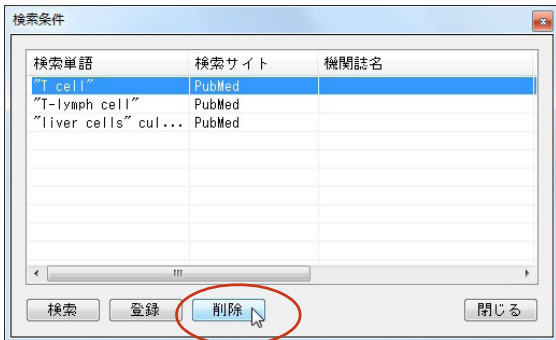 検索条件
検索単語 検索サイト 機関誌名
"T cell" PubMed
"T-lymph cell" PubMed
"liver cells" cul... PubMed
検索 登録 削除 閉じる